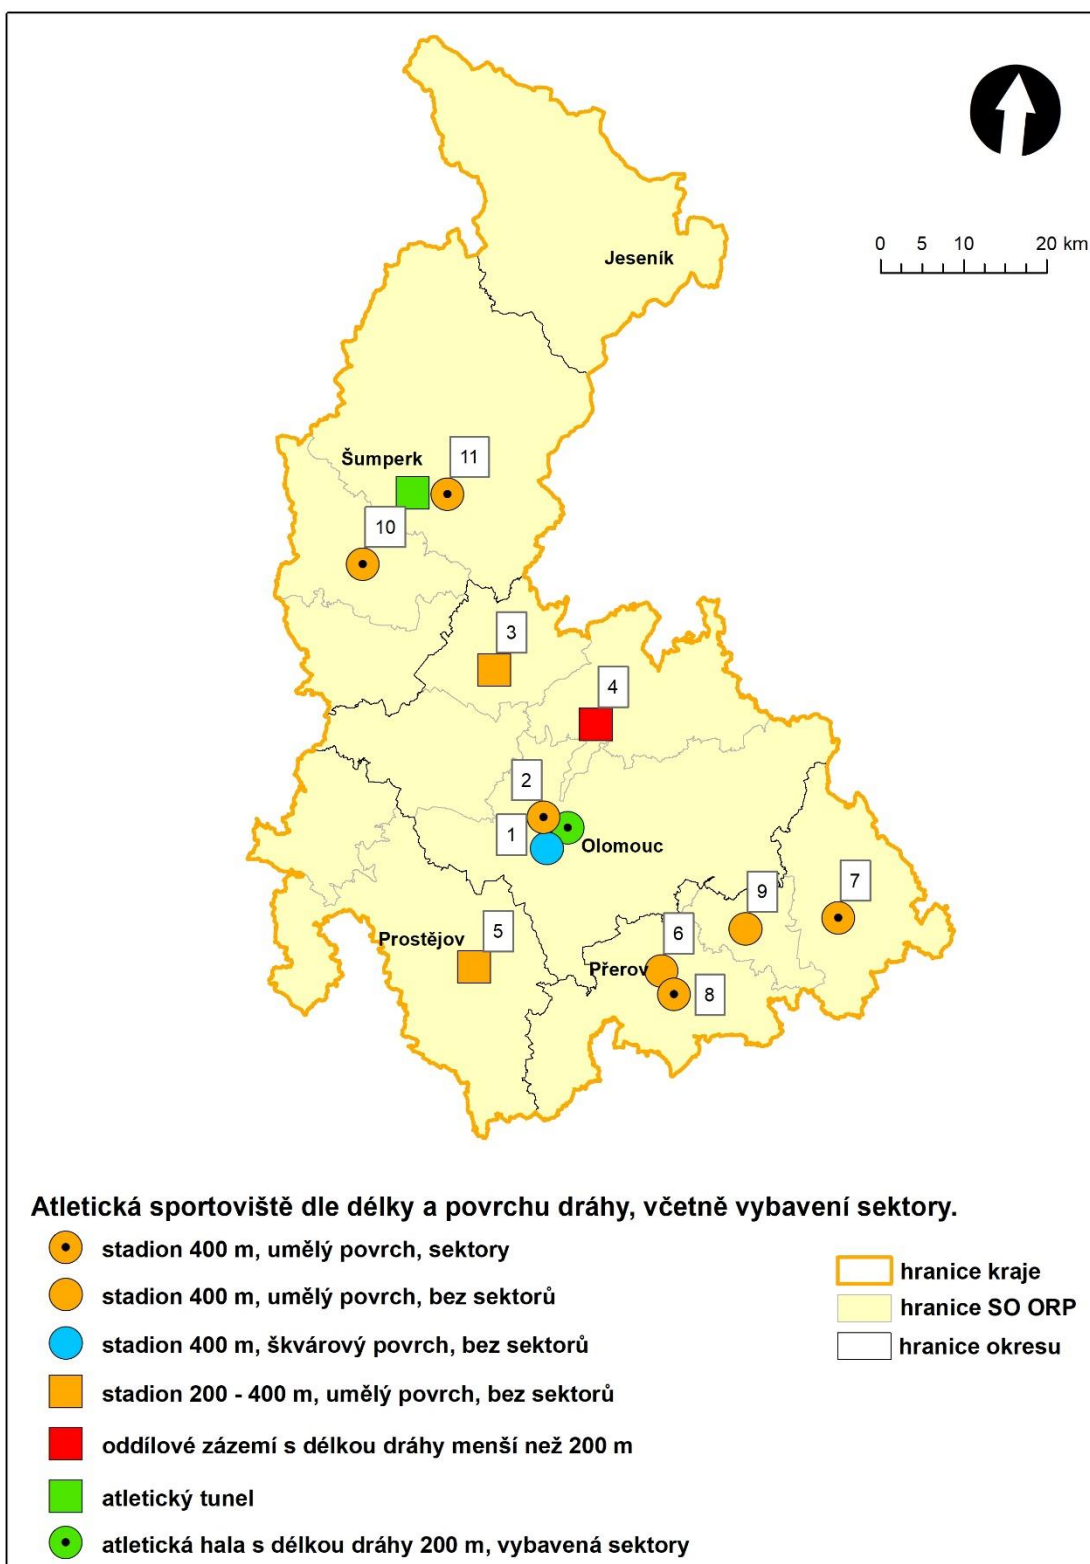 Jeseník
0 5 10 20 km
Šumperk
11
10
3
4
2
1
Olomouc
9
7
5
Prostějov
6
Přerov
8
Atletická sportoviště dle délky a povrchu dráhy, včetně vybavení sektory.
stadion 400 m, umělý povrch, sektory
stadion 400 m, umělý povrch, bez sektorů
stadion 400 m, škvárový povrch, bez sektorů
stadion 200 - 400 m, umělý povrch, bez sektorů
oddílové zázemí s délkou dráhy menší než 200 m
atletický tunel
atletická hala s délkou dráhy 200 m, vybavená sektory
hranice kraje
hranice SO ORP
hranice okresu